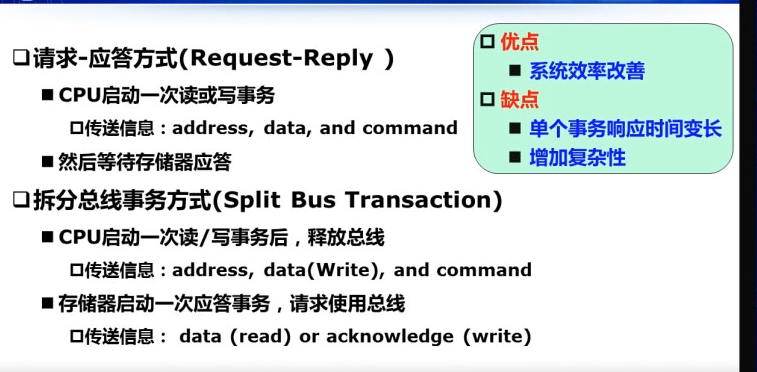 请求-应答方式(Request-Reply )
CPU启动一次读或写事务
传送信息：address, data, and command
然后等待存储器应答
拆分总线事务方式(Split Bus Transaction)
CPU启动一次读/写事务后，释放总线
传送信息：address, data(Write), and command
存储器启动一次应答事务，请求使用总线
传送信息： data (read) or acknowledge (write)
优点
系统效率改善
缺点
单个事务响应时间变长
增加复杂性